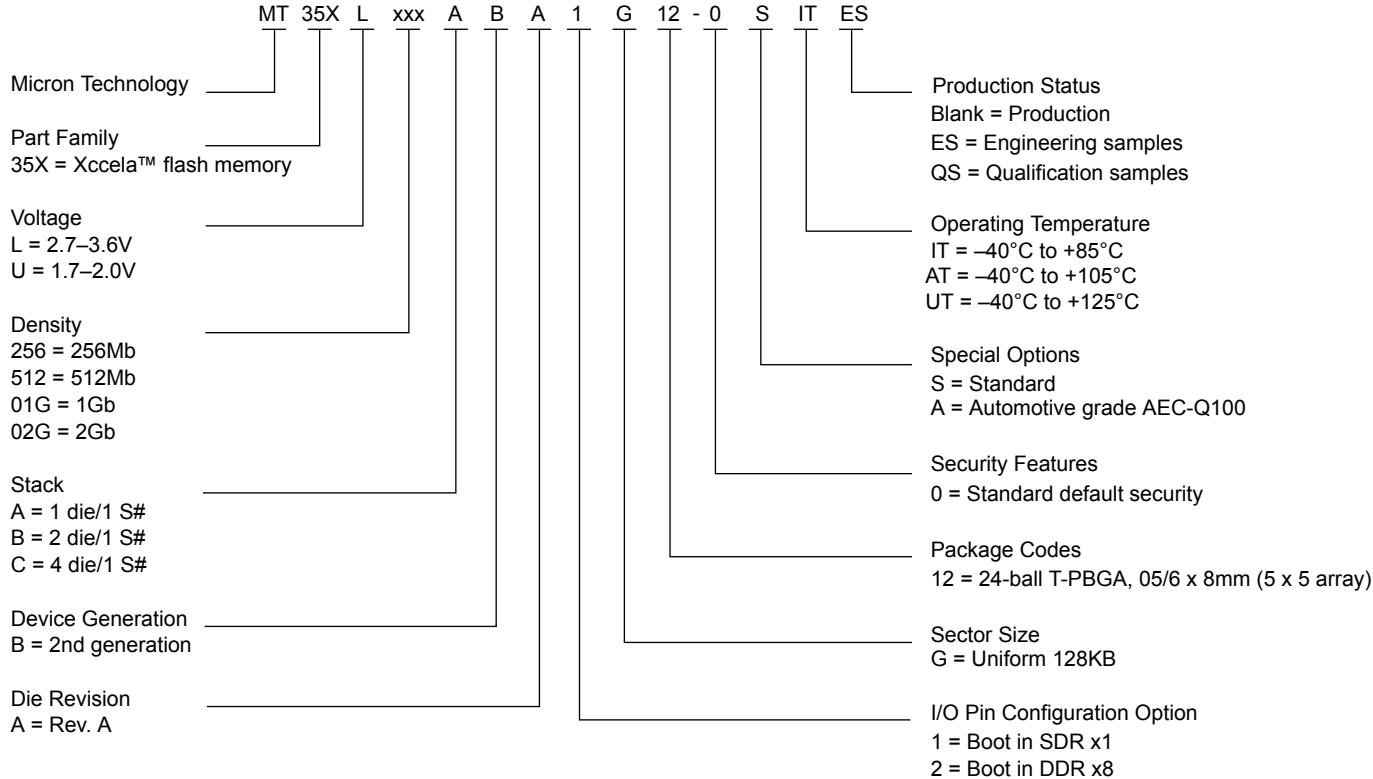 MT 35X L xxx A B A 1 G 12 - 0 S IT ES
Micron Technology
Part Family
35X = Xccela™ flash memory
Voltage
L = 2.7–3.6V
U = 1.7–2.0V
Density
256 = 256Mb
512 = 512Mb
01G = 1Gb
02G = 2Gb
Stack
A = 1 die/1 S#
B = 2 die/1 S#
C = 4 die/1 S#
Device Generation
B = 2nd generation
Die Revision
A = Rev. A
Production Status
Blank = Production
ES = Engineering samples
QS = Qualification samples
Operating Temperature
IT = –40°C to +85°C
AT = –40°C to +105°C
UT = –40°C to +125°C
Special Options
S = Standard
A = Automotive grade AEC-Q100
Security Features
0 = Standard default security
Package Codes
12 = 24-ball T-PBGA, 05/6 x 8mm (5 x 5 array)
Sector Size
G = Uniform 128KB
I/O Pin Configuration Option
1 = Boot in SDR x1
2 = Boot in DDR x8